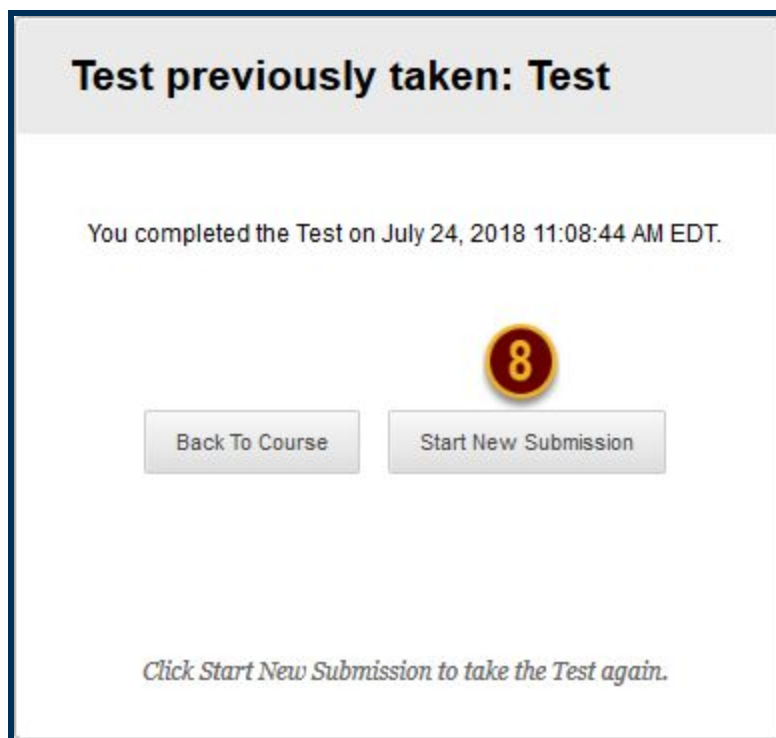 Test previously taken: Test
You completed the Test on July 24, 2018 11:08:44 AM EDT.
8
Back To Course
Start New Submission
Click Start New Submission to take the Test again.